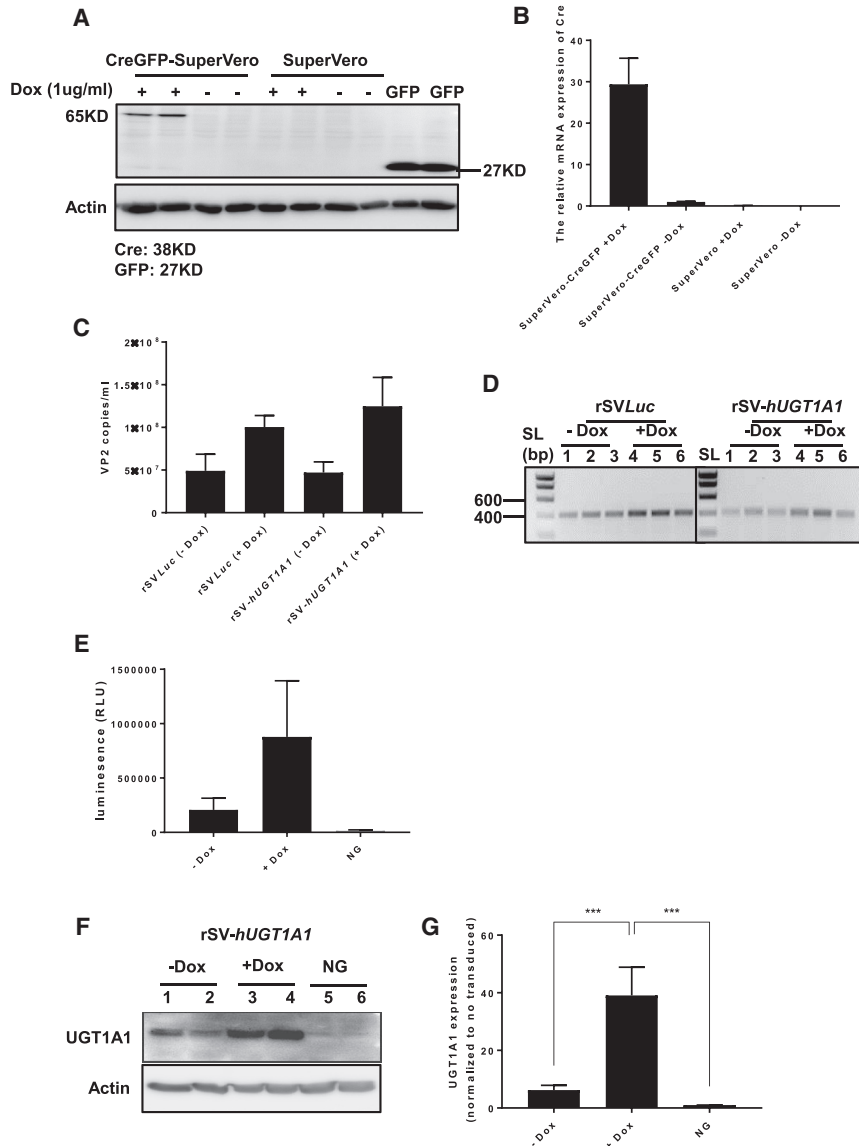 A
CreGFP-SuperVero SuperVero
Dox (1ug/ml) + + - - + + - - GFP GFP
65KD
27KD
Actin
Cre: 38KD
GFP: 27KD
B
The relative mRNA expression of Cre
40
30
20
10
0
SuperVero-CreGFP +Dox
SuperVero-CreGFP -Dox
SuperVero +Dox
SuperVero -Dox
C
VP2 copies/ml
2✖10⁸
1.5✖10⁸
1✖10⁸
5✖10⁷
0
rSVLuc (- Dox)
rSVLuc (+ Dox)
rSV-hUGT1A1 (- Dox)
rSV-hUGT1A1 (+ Dox)
D
rSVLuc rSV-hUGT1A1
SL - Dox +Dox -Dox +Dox
(bp) 1 2 3 4 5 6 SL 1 2 3 4 5 6
600
400
E
luminesence (RLU)
1500000
1000000
500000
0
- Dox
+ Dox
NG
F
rSV-hUGT1A1
-Dox +Dox NG
1 2 3 4 5 6
UGT1A1
Actin
G
UGT1A1 expression
(normalized to no transduced)
*** ***
60
40
20
0
- Dox
+ Dox
NG